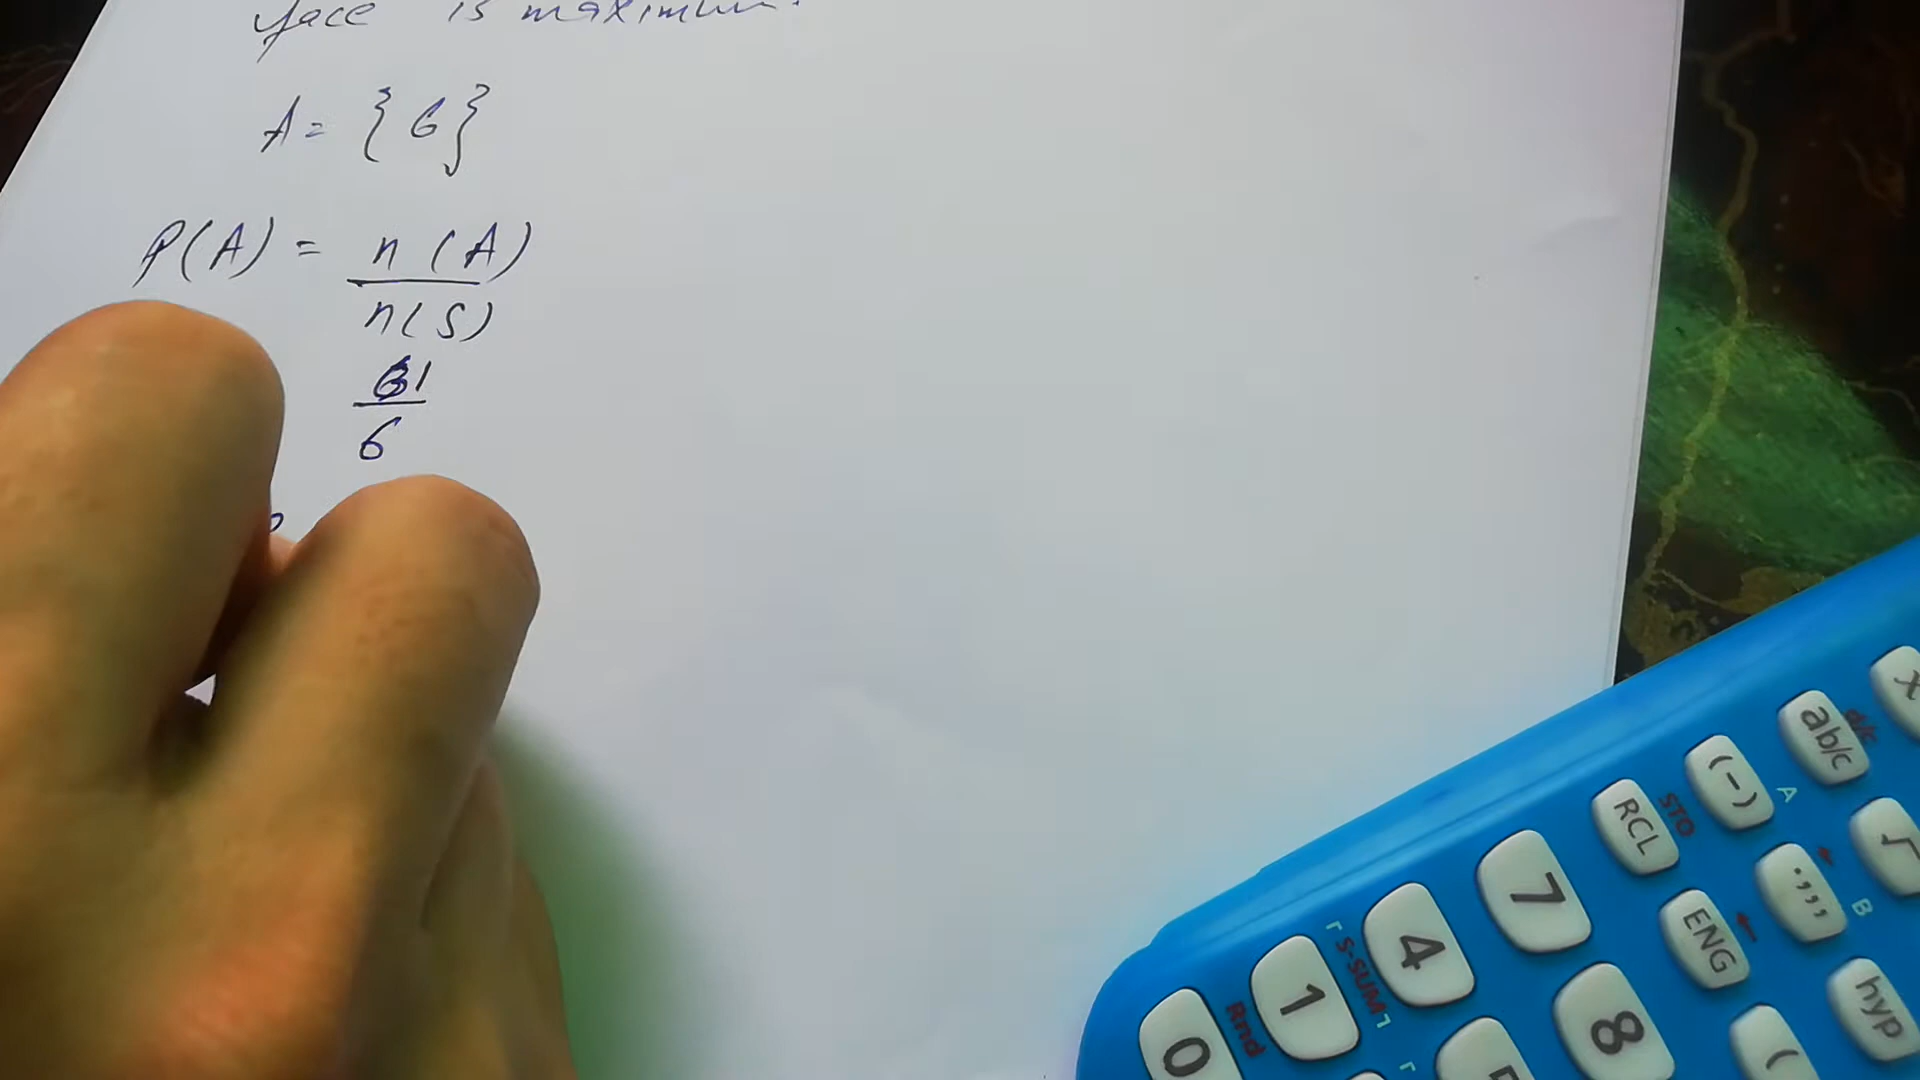 face is maximum.
A = { 6 }
P(A) = n (A)
n(S)
1
6
x
d/c
ab/c
(-)
A
√
STO
RCL
B
ENG
hyp
7
8
(
4
S-SUM
1
Rnd
0